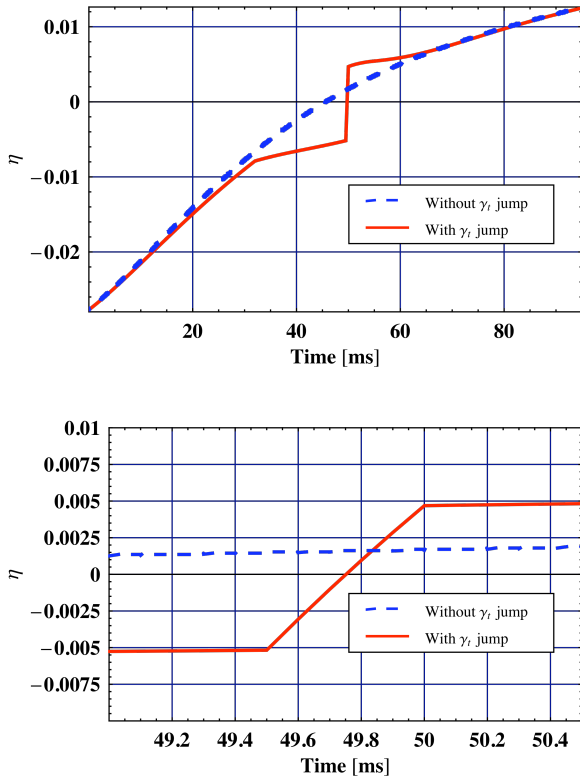 0.01
0
−0.01
−0.02
η
Without γt jump
With γt jump
20 40 60 80
Time [ms]
0.01
0.0075
0.005
0.0025
0
−0.0025
−0.005
−0.0075
η
Without γt jump
With γt jump
49.2 49.4 49.6 49.8 50 50.2 50.4
Time [ms]